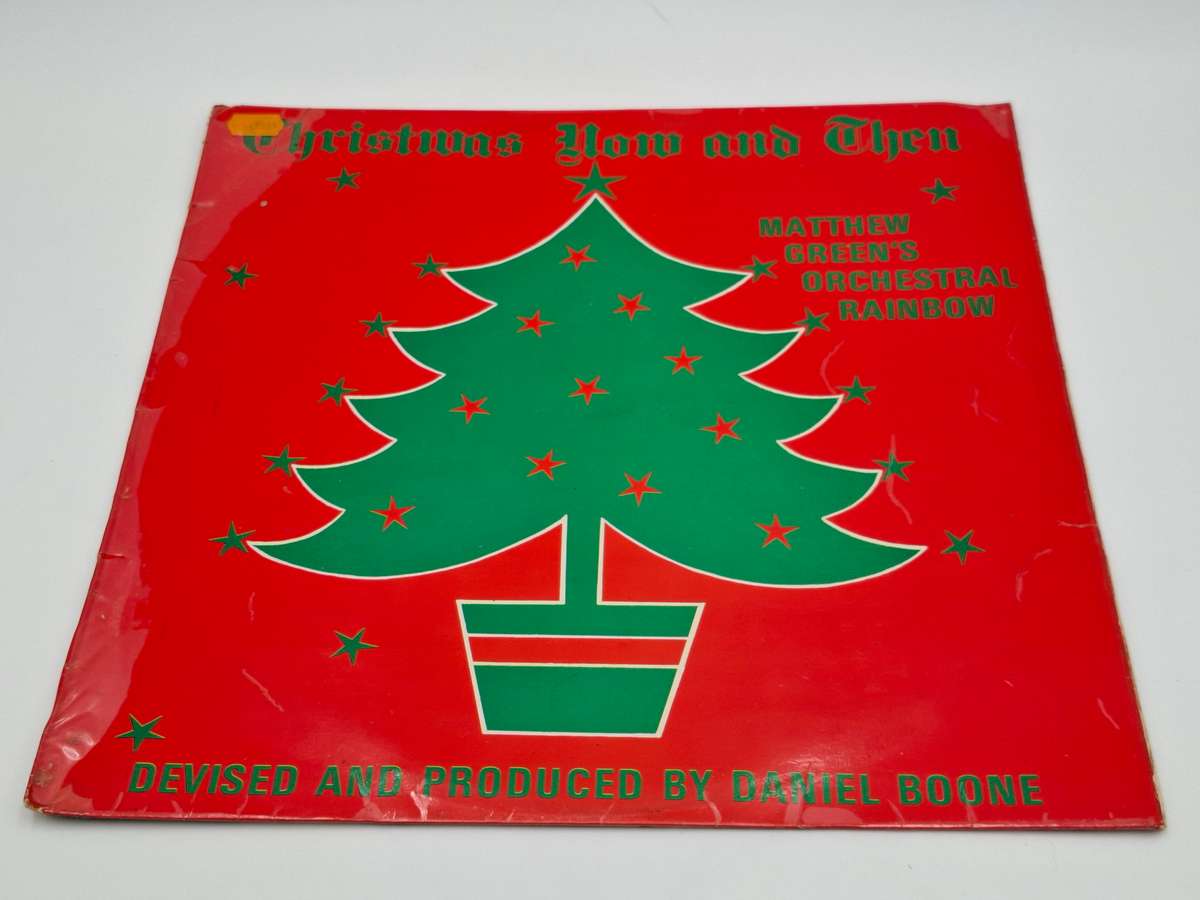 Christmas Now and Then
MATTHEW
GREEN'S
ORCHESTRAL
RAINBOW
DEVISED AND PRODUCED BY DANIEL BOONE